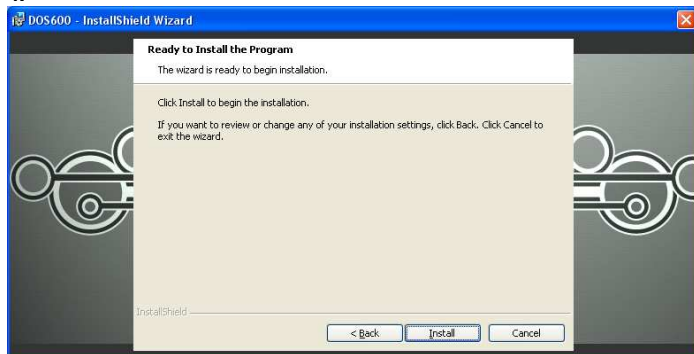 DOS600 - InstallShield Wizard
Ready to Install the Program
The wizard is ready to begin installation.
Click Install to begin the installation.
If you want to review or change any of your installation settings, click Back. Click Cancel to
exit the wizard.
InstallShield
< Back Install Cancel